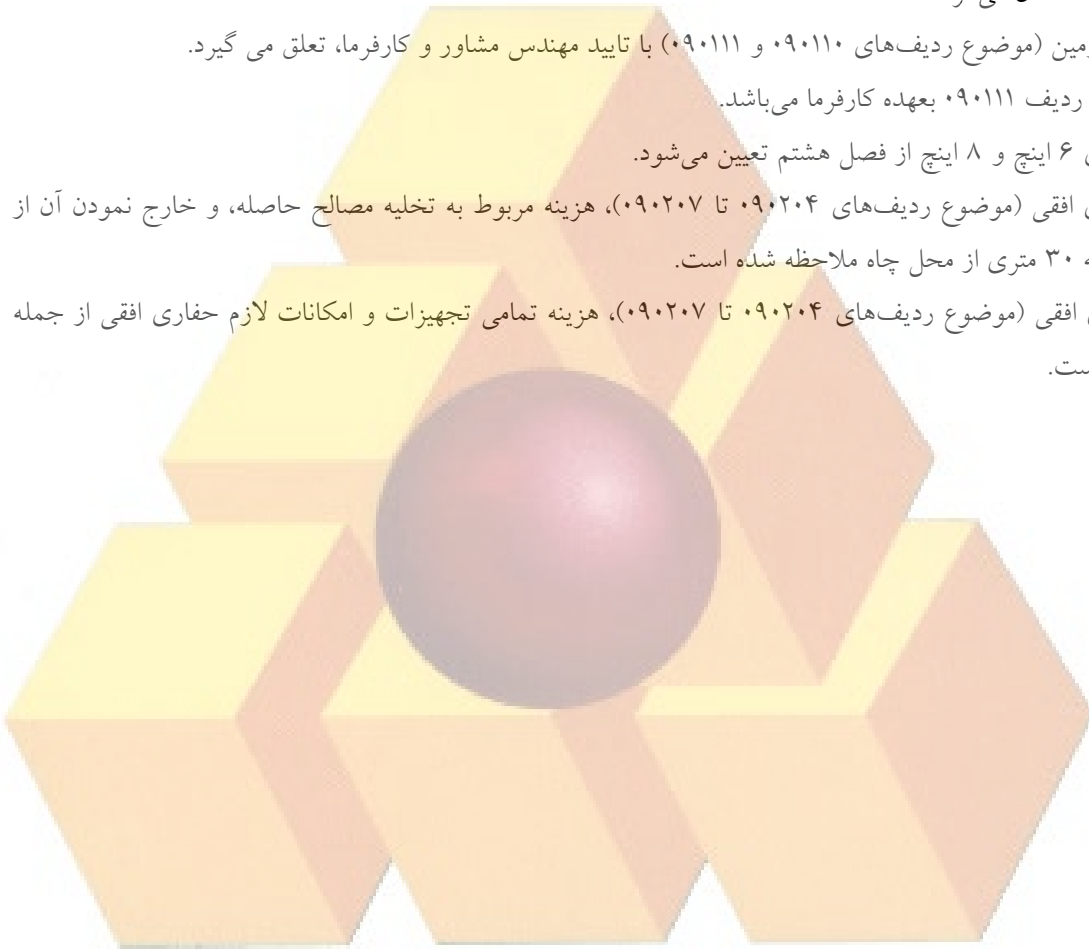 (موضوع ردیف‌های ۰۹۰۱۱۰ و ۰۹۰۱۱۱) با تایید مهندس مشاور و کارفرما، تعلق می گیرد.
ردیف ۰۹۰۱۱۱ بعهده کارفرما می‌باشد.
۶ اینچ و ۸ اینچ از فصل هشتم تعیین می‌شود.
افقی (موضوع ردیف‌های ۰۹۰۲۰۴ تا ۰۹۰۲۰۷)، هزینه مربوط به تخلیه مصالح حاصله، و خارج نمودن آن از
۳۰ متری از محل چاه ملاحظه شده است.
افقی (موضوع ردیف‌های ۰۹۰۲۰۴ تا ۰۹۰۲۰۷)، هزینه تمامی تجهیزات و امکانات لازم حفاری افقی از جمله
ست.